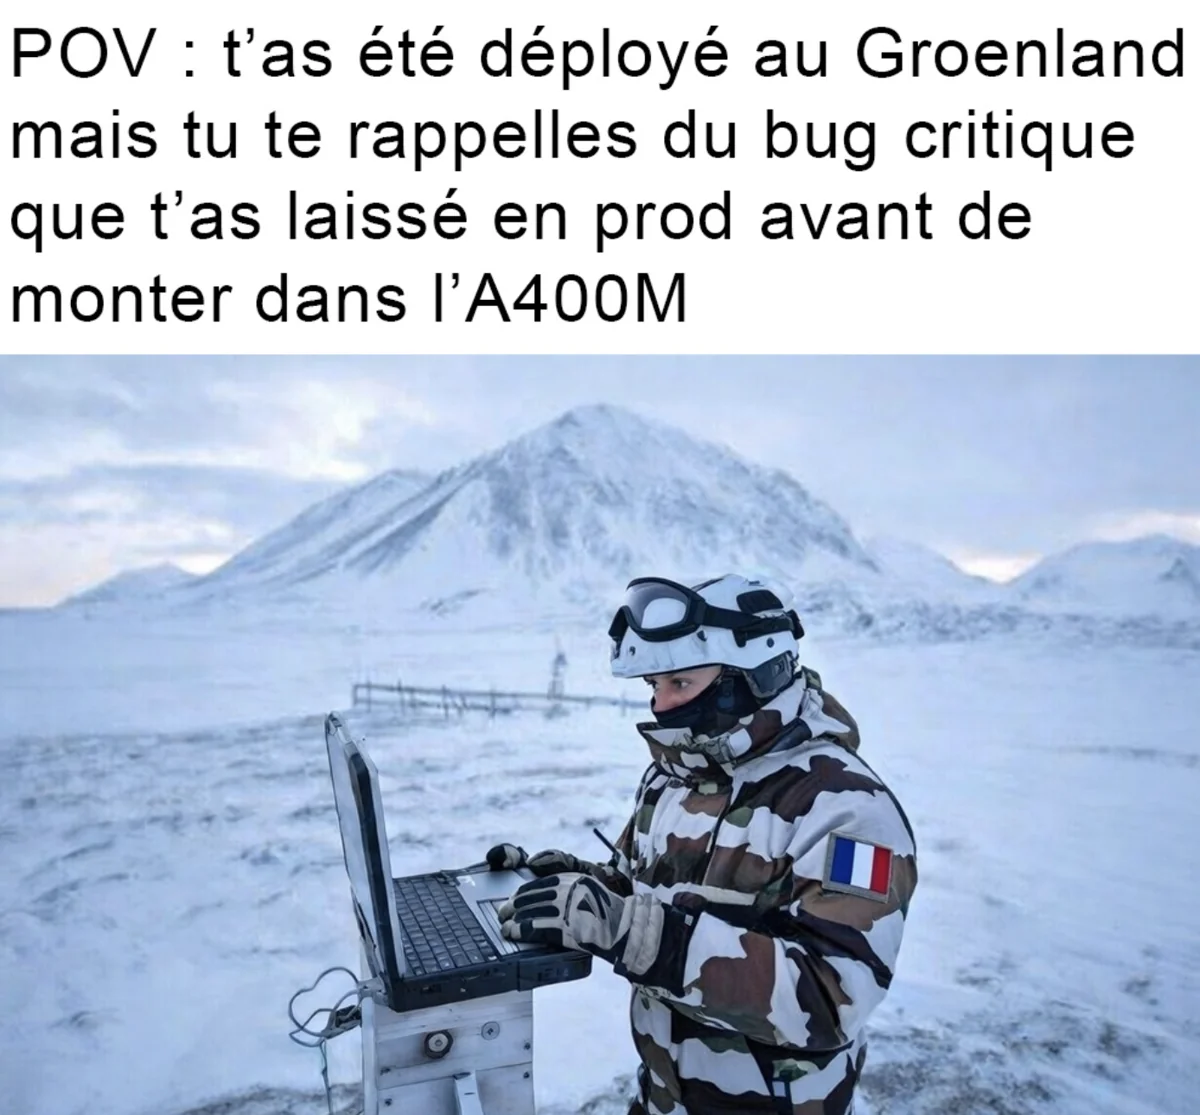 POV : t’as été déployé au Groenland
mais tu te rappelles du bug critique
que t’as laissé en prod avant de
monter dans l’A400M